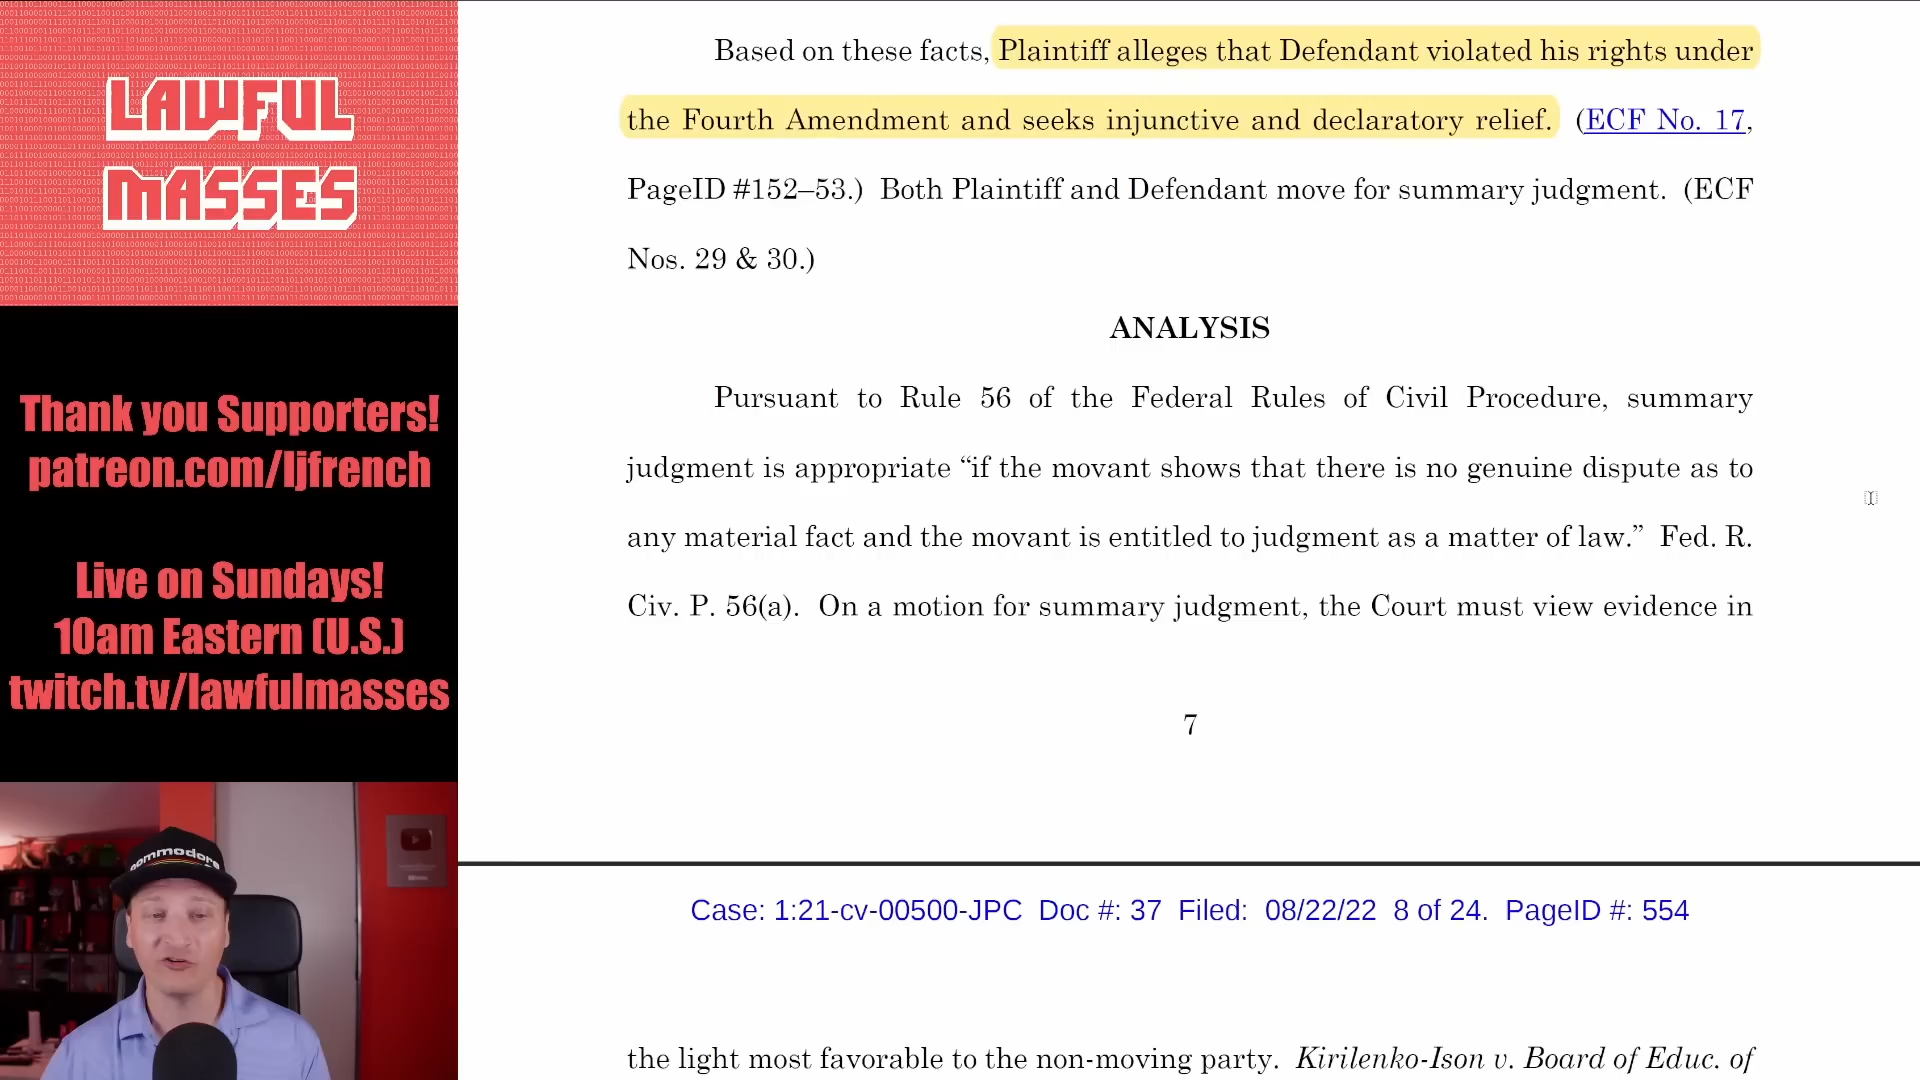 LAWFUL
MASSES
Thank you Supporters!
patreon.com/ljfrench
Live on Sundays!
10am Eastern (U.S.)
twitch.tv/lawfulmasses
commodore
Based on these facts, Plaintiff alleges that Defendant violated his rights under
the Fourth Amendment and seeks injunctive and declaratory relief. (ECF No. 17,
PageID #152–53.) Both Plaintiff and Defendant move for summary judgment. (ECF
Nos. 29 & 30.)
ANALYSIS
Pursuant to Rule 56 of the Federal Rules of Civil Procedure, summary
judgment is appropriate “if the movant shows that there is no genuine dispute as to
any material fact and the movant is entitled to judgment as a matter of law.” Fed. R.
Civ. P. 56(a). On a motion for summary judgment, the Court must view evidence in
7
Case: 1:21-cv-00500-JPC Doc #: 37 Filed: 08/22/22 8 of 24. PageID #: 554
the light most favorable to the non-moving party. Kirilenko-Ison v. Board of Educ. of